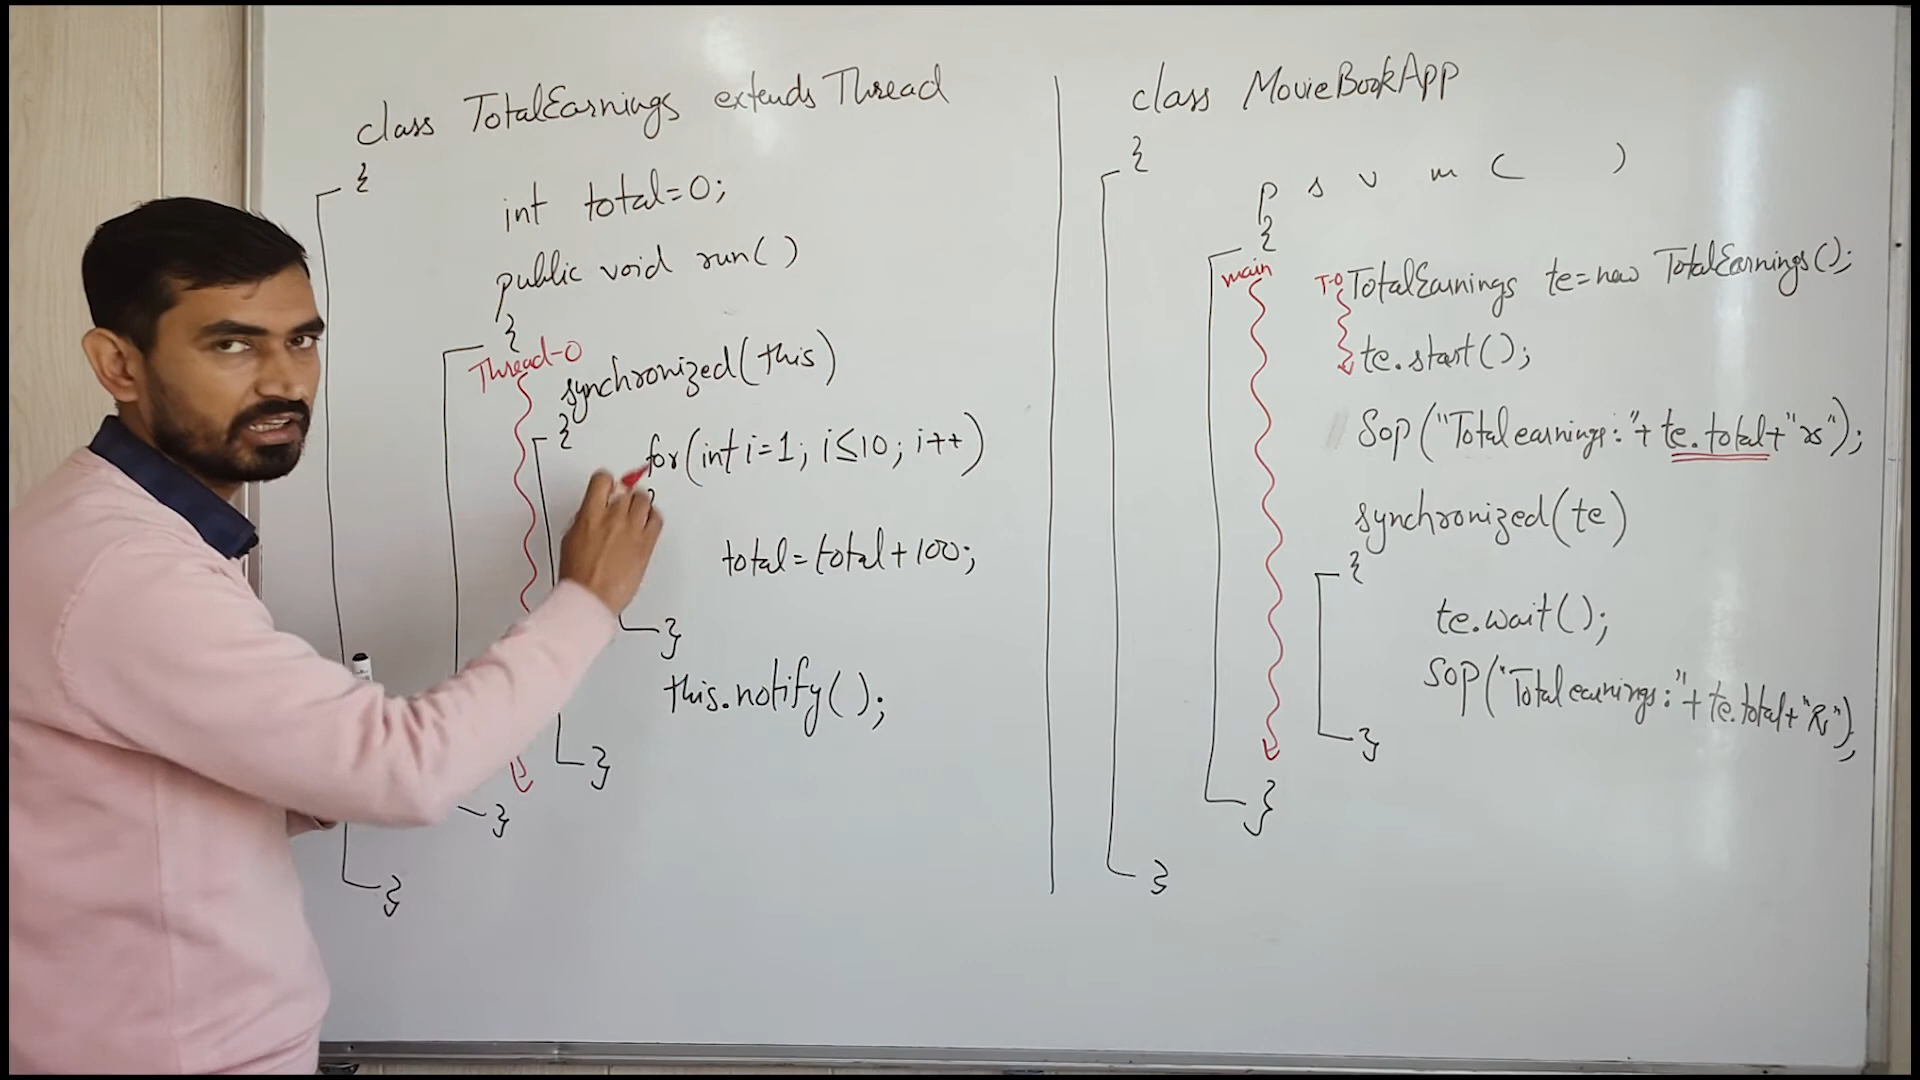 class TotalEarnings extends Thread
{
int total=0;
public void run()
{
Thread-0
synchronized(this)
{
for(int i=1; i≤10; i++)
{
total=total+100;
}
this.notify();
}
}
}
class MovieBookApp
{
p s v m ( )
{
main
T-0 TotalEarnings te=new TotalEarnings();
te.start();
Sop("Total earnings:"+te.total+"rs");
synchronized(te)
{
te.wait();
Sop("Total earnings:"+te.total+"Rs");
}
}
}